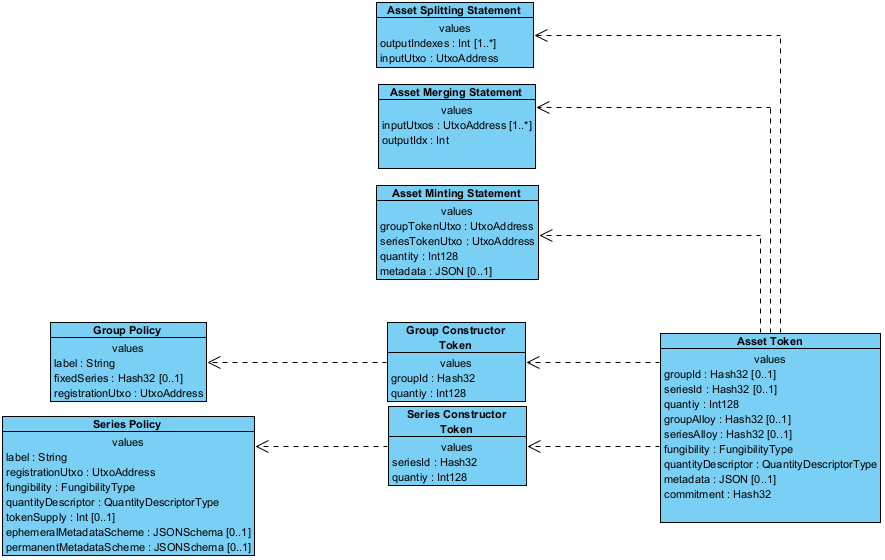 Asset Splitting Statement
values
outputIndexes : Int [1..*]
inputUtxo : UtxoAddress
Asset Merging Statement
values
inputUtxos : UtxoAddress [1..*]
outputIdx : Int
Asset Minting Statement
values
groupTokenUtxo : UtxoAddress
seriesTokenUtxo : UtxoAddress
quantity : Int128
metadata : JSON [0..1]
Group Policy
values
label : String
fixedSeries : Hash32 [0..1]
registrationUtxo : UtxoAddress
Group Constructor
Token
values
groupId : Hash32
quantiy : Int128
Series Policy
values
label : String
registrationUtxo : UtxoAddress
fungibility : FungibilityType
quantityDescriptor : QuantityDescriptorType
tokenSupply : Int [0..1]
ephemeralMetadataScheme : JSONSchema [0..1]
permanentMetadataScheme : JSONSchema [0..1]
Series Constructor
Token
values
seriesId : Hash32
quantiy : Int128
Asset Token
values
groupId : Hash32 [0..1]
seriesId : Hash32 [0..1]
quantiy : Int128
groupAlloy : Hash32 [0..1]
seriesAlloy : Hash32 [0..1]
fungibility : FungibilityType
quantityDescriptor : QuantityDescriptorType
metadata : JSON [0..1]
commitment : Hash32